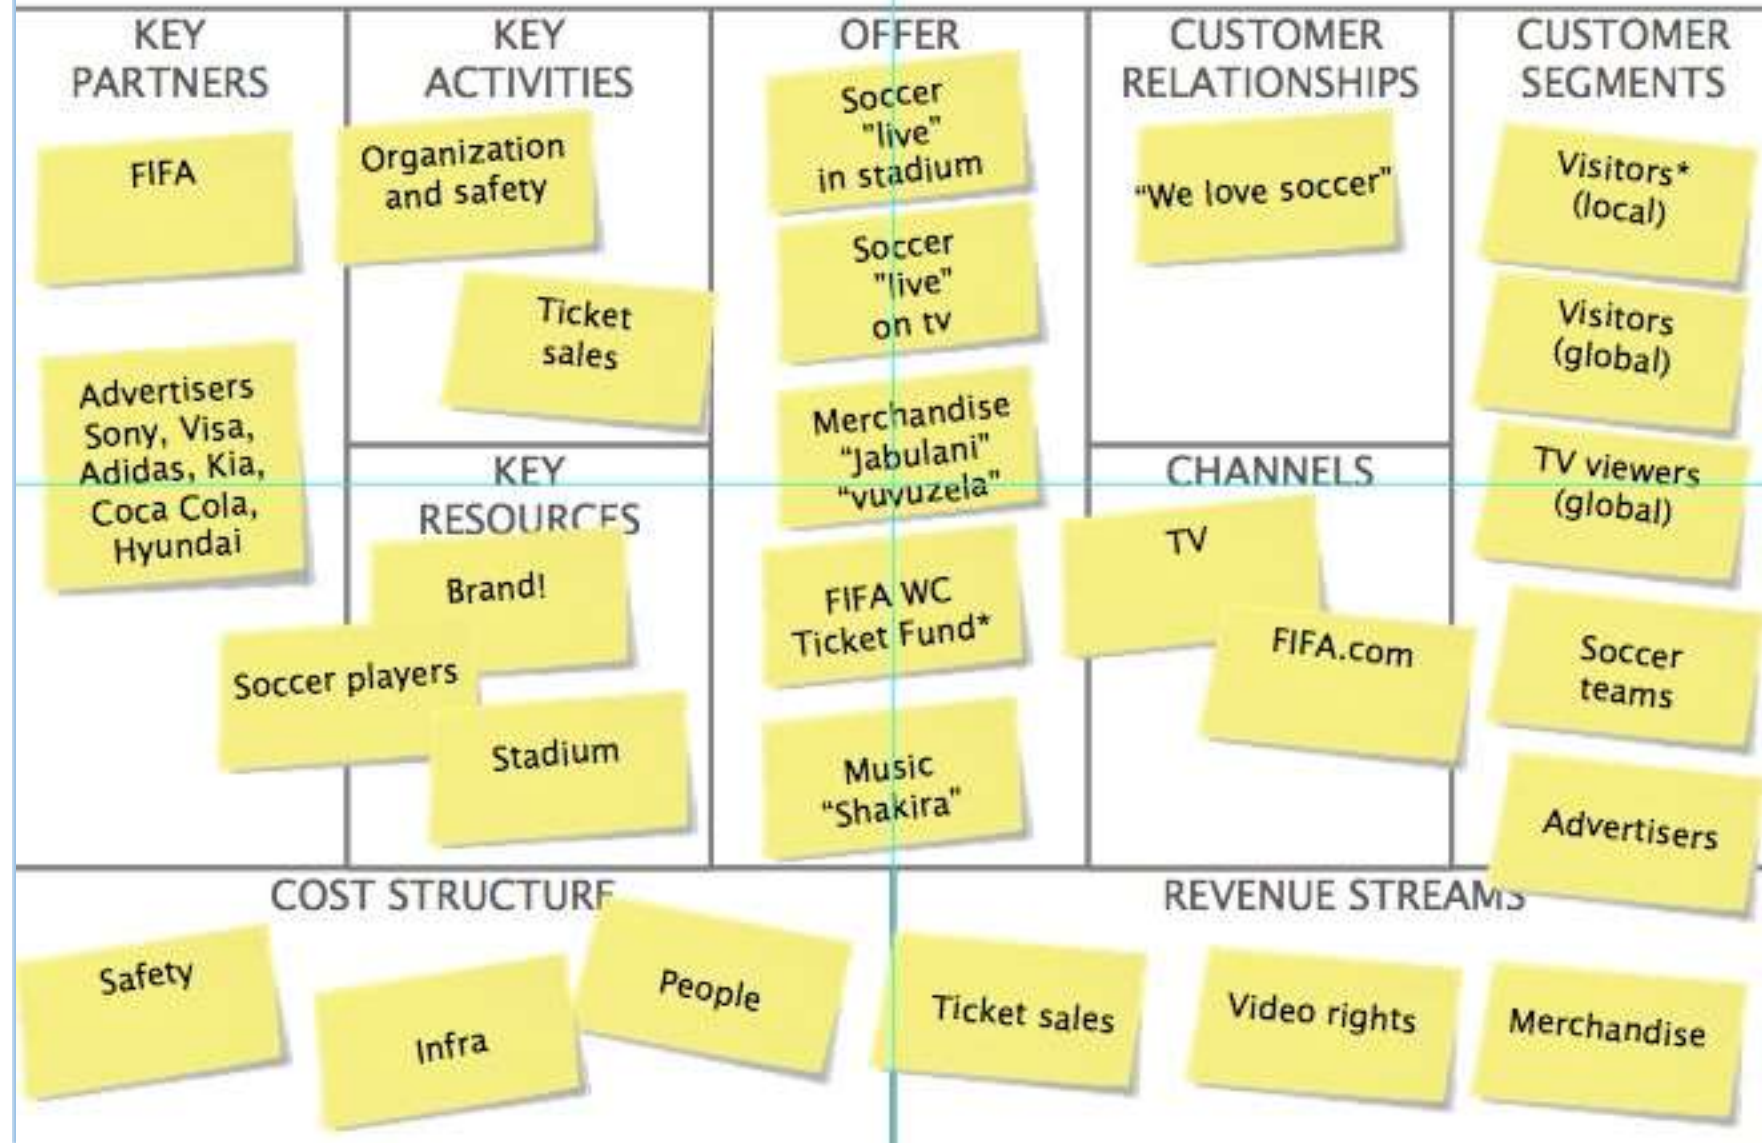 KEY
PARTNERS
FIFA
Advertisers
Sony, Visa,
Adidas, Kia,
Coca Cola,
Hyundai
KEY
ACTIVITIES
Organization
and safety
Ticket
sales
KEY
RESOURCES
Brand!
Soccer players
Stadium
OFFER
Soccer
"live"
in stadium
Soccer
"live"
on tv
Merchandise
“Jabulani”
“vuvuzela”
FIFA WC
Ticket Fund*
Music
“Shakira”
CUSTOMER
RELATIONSHIPS
“We love soccer”
CHANNELS
TV
FIFA.com
CUSTOMER
SEGMENTS
Visitors*
(local)
Visitors
(global)
TV viewers
(global)
Soccer
teams
Advertisers
COST STRUCTURE
Safety
Infra
People
REVENUE STREAMS
Ticket sales
Video rights
Merchandise